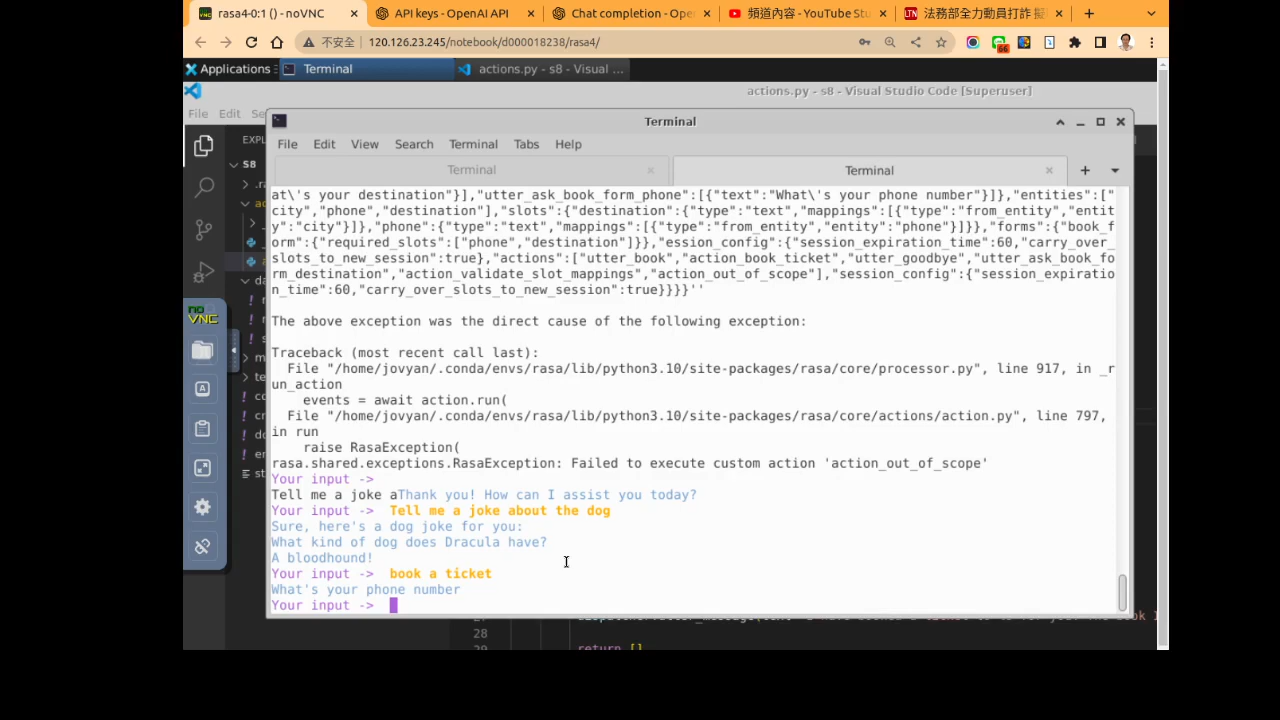 rasa4-0:1 () - noVNC
API keys - OpenAI API
Chat completion - Open
頻道內容 - YouTube Stu
LTN 法務部全力動員打詐 擬
不安全 120.126.23.245/notebook/d000018238/rasa4/
66
Applications
Terminal
actions.py - s8 - Visual ...
actions.py - s8 - Visual Studio Code [Superuser]
File Edit Se
Terminal
File Edit View Search Terminal Tabs Help
EXPL
S8
Terminal
Terminal
at\'s your destination"}],"utter_ask_book_form_phone":[{"text":"What\'s your phone number"}]},"entities":["
city","phone","destination"],"slots":{"destination":{"type":"text","mappings":[{"type":"from_entity","entit
y":"city"}]},"phone":{"type":"text","mappings":[{"type":"from_entity","entity":"phone"}]}},"forms":{"book_f
orm":{"required_slots":["phone","destination"]}},"ession_config":{"session_expiration_time":60,"carry_over_
slots_to_new_session":true},"actions":["utter_book","action_book_ticket","utter_goodbye","utter_ask_book_fo
rm_destination","action_validate_slot_mappings","action_out_of_scope"],"session_config":{"session_expiratio
n_time":60,"carry_over_slots_to_new_session":true}}}}''
The above exception was the direct cause of the following exception:
Traceback (most recent call last):
File "/home/jovyan/.conda/envs/rasa/lib/python3.10/site-packages/rasa/core/processor.py", line 917, in _r
un_action
events = await action.run(
File "/home/jovyan/.conda/envs/rasa/lib/python3.10/site-packages/rasa/core/actions/action.py", line 797,
in run
raise RasaException(
rasa.shared.exceptions.RasaException: Failed to execute custom action 'action_out_of_scope'
Your input ->
Tell me a joke aThank you! How can I assist you today?
Your input -> Tell me a joke about the dog
Sure, here's a dog joke for you:
What kind of dog does Dracula have?
A bloodhound!
Your input -> book a ticket
What's your phone number
Your input ->
no
VNC
28
return []